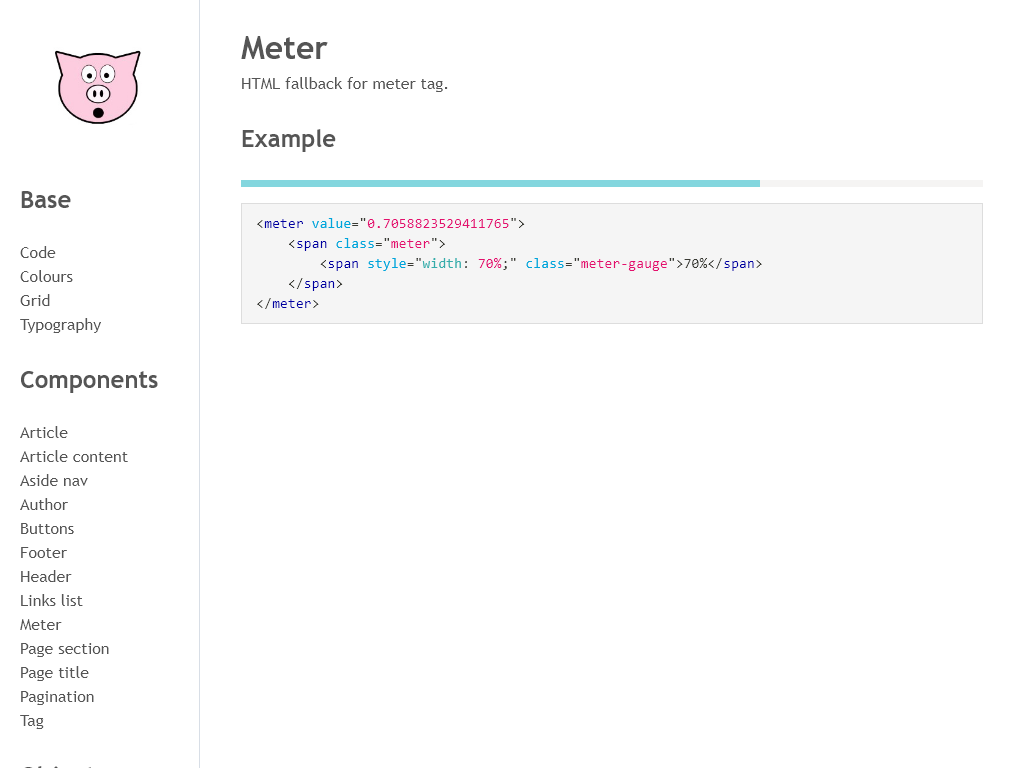 Base
Code
Colours
Grid
Typography
Components
Article
Article content
Aside nav
Author
Buttons
Footer
Header
Links list
Meter
Page section
Page title
Pagination
Tag
Meter
HTML fallback for meter tag.
Example
<meter value="0.7058823529411765">
    <span class="meter">
        <span style="width: 70%;" class="meter-gauge">70%</span>
    </span>
</meter>